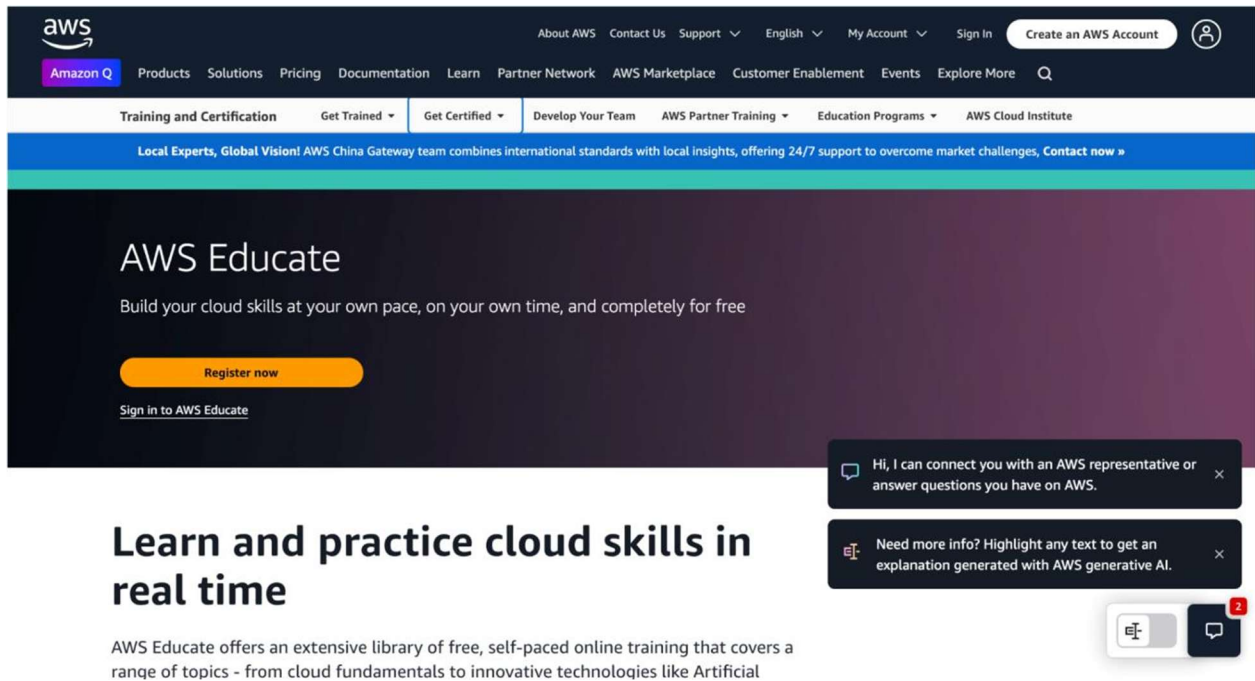 aws
About AWS Contact Us Support English My Account Sign In Create an AWS Account
Amazon Q Products Solutions Pricing Documentation Learn Partner Network AWS Marketplace Customer Enablement Events Explore More
Training and Certification Get Trained Get Certified Develop Your Team AWS Partner Training Education Programs AWS Cloud Institute
Local Experts, Global Vision! AWS China Gateway team combines international standards with local insights, offering 24/7 support to overcome market challenges, Contact now »
AWS Educate
Build your cloud skills at your own pace, on your own time, and completely for free
Register now
Sign in to AWS Educate
Hi, I can connect you with an AWS representative or
answer questions you have on AWS.
Need more info? Highlight any text to get an
explanation generated with AWS generative AI.
2
Learn and practice cloud skills in
real time
AWS Educate offers an extensive library of free, self-paced online training that covers a
range of topics - from cloud fundamentals to innovative technologies like Artificial